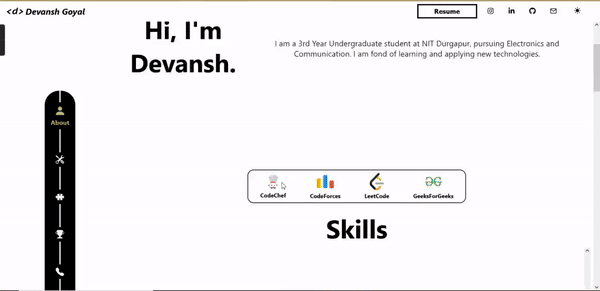 <d> Devansh Goyal
Resume
Hi, I'm
Devansh.
I am a 3rd Year Undergraduate student at NIT Durgapur, pursuing Electronics and
Communication. I am fond of learning and applying new technologies.
About
CodeChef
CodeForces
LeetCode
GeeksForGeeks
Skills